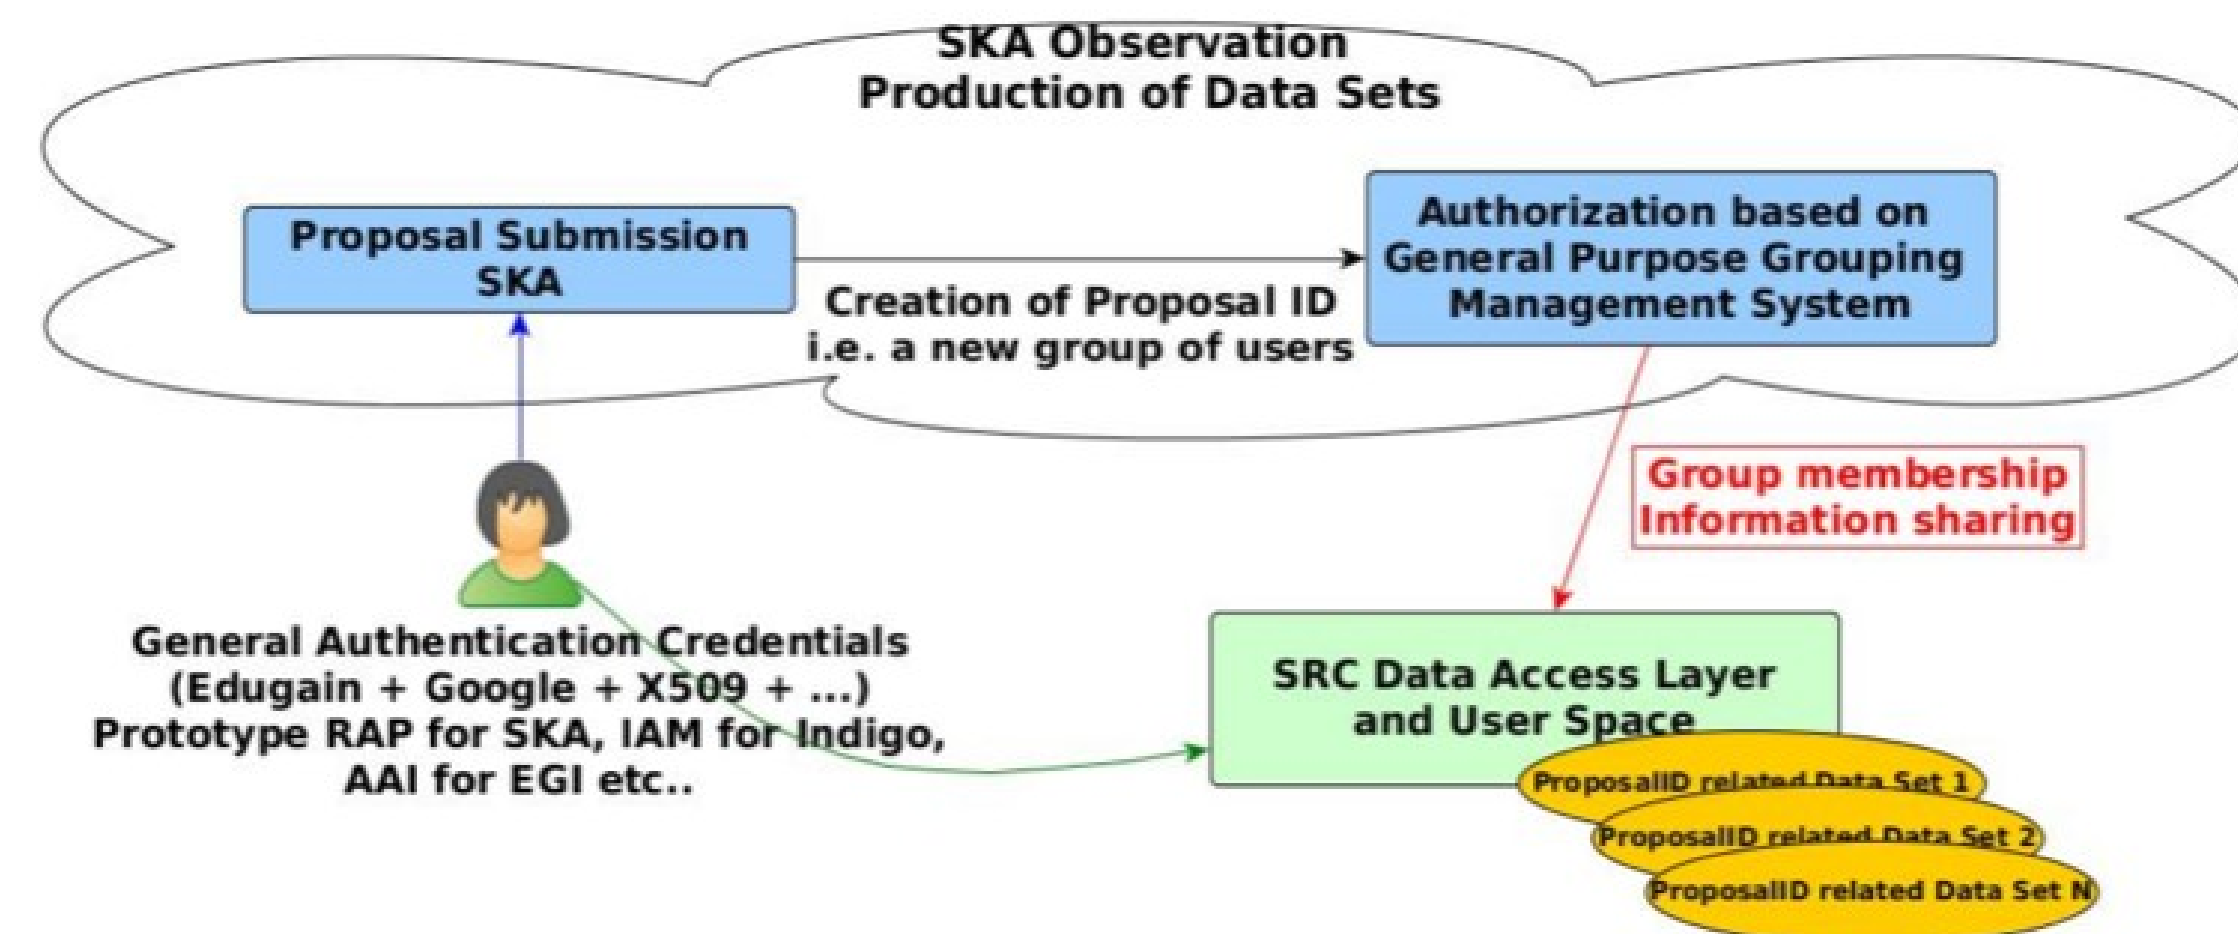 SKA Observation
Production of Data Sets
Proposal Submission
SKA
Creation of Proposal ID
i.e. a new group of users
Authorization based on
General Purpose Grouping
Management System
Group membership
Information sharing
General Authentication Credentials
(Edugain + Google + X509 + ...)
Prototype RAP for SKA, IAM for Indigo,
AAI for EGI etc..
SRC Data Access Layer
and User Space
ProposalID related Data Set 1
ProposalID related Data Set 2
ProposalID related Data Set N